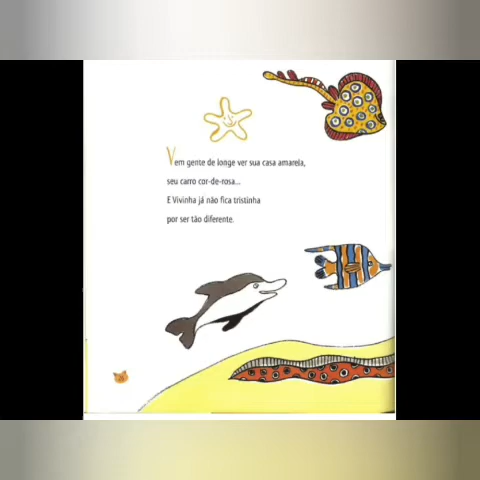 Vem gente de longe ver sua casa amarela,
seu carro cor-de-rosa...
E Vivinha já não fica tristinha
por ser tão diferente.